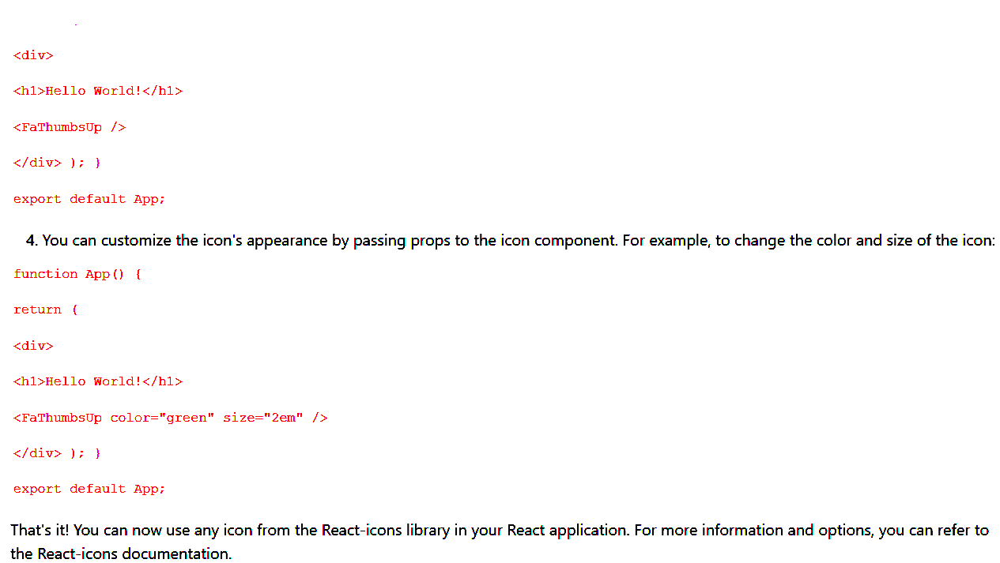 <div>
<h1>Hello World!</h1>
<FaThumbsUp />
</div> ); }
export default App;
4. You can customize the icon's appearance by passing props to the icon component. For example, to change the color and size of the icon:
function App() {
return (
<div>
<h1>Hello World!</h1>
<FaThumbsUp color="green" size="2em" />
</div> ); }
export default App;
That's it! You can now use any icon from the React-icons library in your React application. For more information and options, you can refer to
the React-icons documentation.